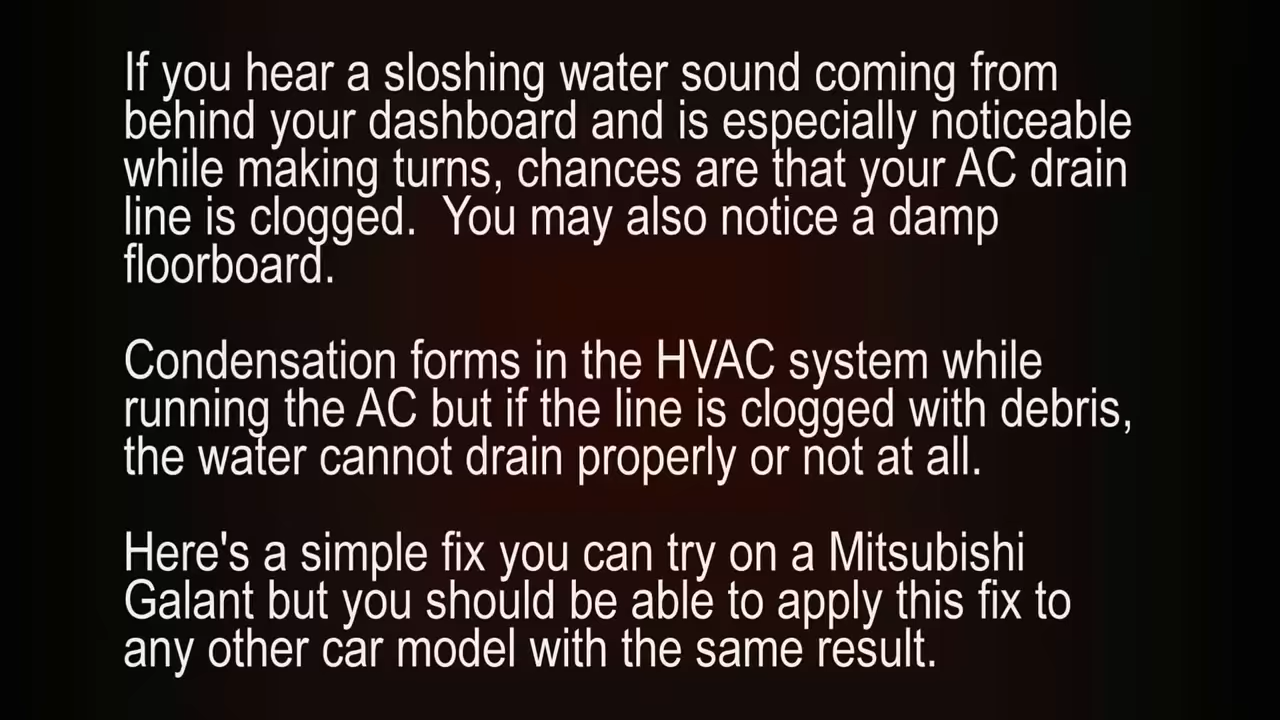 If you hear a sloshing water sound coming from
behind your dashboard and is especially noticeable
while making turns, chances are that your AC drain
line is clogged.  You may also notice a damp
floorboard.
Condensation forms in the HVAC system while
running the AC but if the line is clogged with debris,
the water cannot drain properly or not at all.
Here's a simple fix you can try on a Mitsubishi
Galant but you should be able to apply this fix to
any other car model with the same result.